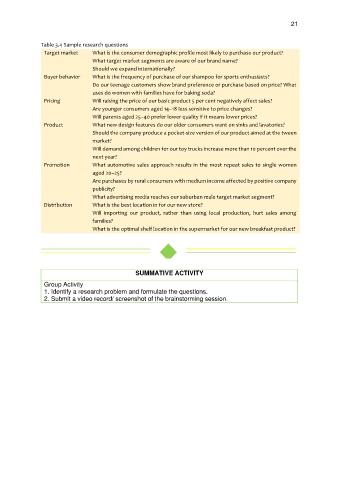 21
Table 3.1 Sample research questions
Target market What is the consumer demographic profile most likely to purchase our product?
What target market segments are aware of our brand name?
Should we expand internationally?
Buyer behavior What is the frequency of purchase of our shampoo for sports enthusiasts?
Do our teenage customers show brand preference or purchase based on price? What
uses do women with families have for baking soda?
Pricing Will raising the price of our basic product 5 per cent negatively affect sales?
Are younger consumers aged 14–18 less sensitive to price changes?
Will parents aged 25–40 prefer lower quality if it means lower prices?
Product What new design features do our older consumers want on sinks and lavatories?
Should the company produce a pocket-size version of our product aimed at the tween
market?
Will demand among children for our toy trucks increase more than 10 percent over the
next year?
Promotion What automotive sales approach results in the most repeat sales to single women
aged 20–25?
Are purchases by rural consumers with medium income affected by positive company
publicity?
What advertising media reaches our suburban male target market segment?
Distribution What is the best location in for our new store?
Will importing our product, rather than using local production, hurt sales among
families?
What is the optimal shelf location in the supermarket for our new breakfast product?
SUMMATIVE ACTIVITY
Group Activity
1. Identify a research problem and formulate the questions.
2. Submit a video record/ screenshot of the brainstorming session.